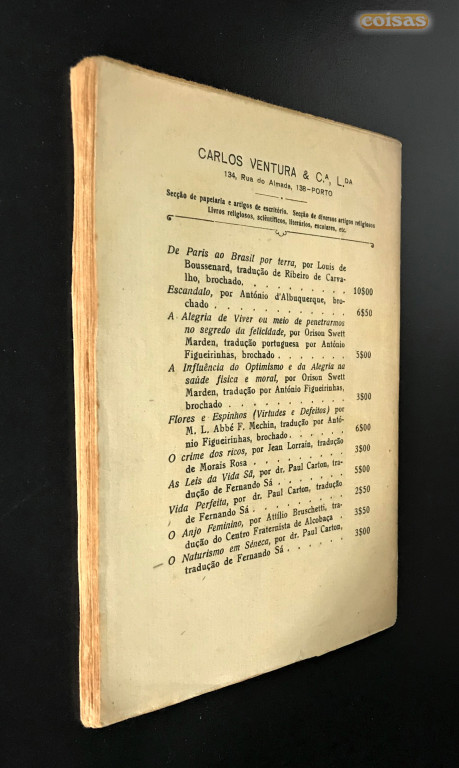 coisas
CARLOS VENTURA & C.ª, L.DA
134, Rua do Almada, 138—PORTO
Secção de papelaria e artigos de escritório. Secção de diversos artigos religiosos
Livros religiosos, scientíficos, literários, escolares, etc.
De Paris ao Brasil por terra, por Louis de
Boussenard, tradução de Ribeiro de Carva-
lho, brochado. . . . . . . . . . 10$00
Escandalo, por António d'Albuquerque, bro-
chado . . . . . . . . . . . 6$50
A Alegria de Viver ou meio de penetrarmos
no segredo da felicidade, por Orison Swett
Marden, tradução portuguesa por António
Figueirinhas, brochado . . . . . . 5$00
A Influência do Optimismo e da Alegria na
saúde física e moral, por Orison Swett
Marden, tradução por António Figueirinhas,
brochado . . . . . . . . . . 3$00
Flores e Espinhos (Virtudes e Defeitos) por
M. L. Abbé F. Mechin, tradução por Antó-
nio Figueirinhas, brochado. . . . . . 6$00
O crime dos ricos, por Jean Lorrain, tradução
de Morais Rosa . . . . . . . . 3$00
As Leis da Vida Sã, por dr. Paul Carton, tra-
dução de Fernando Sá . . . . . . 5$00
Vida Perfeita, por dr. Paul Carton, tradução
de Fernando Sá . . . . . . . . 2$50
O Anjo Feminino, por Attílio Bruschetti, tra-
dução do Centro Fraternista de Alcobaça . 3$50
O Naturismo em Séneca, por dr. Paul Carton,
tradução de Fernando Sá . . . . . . 3$00